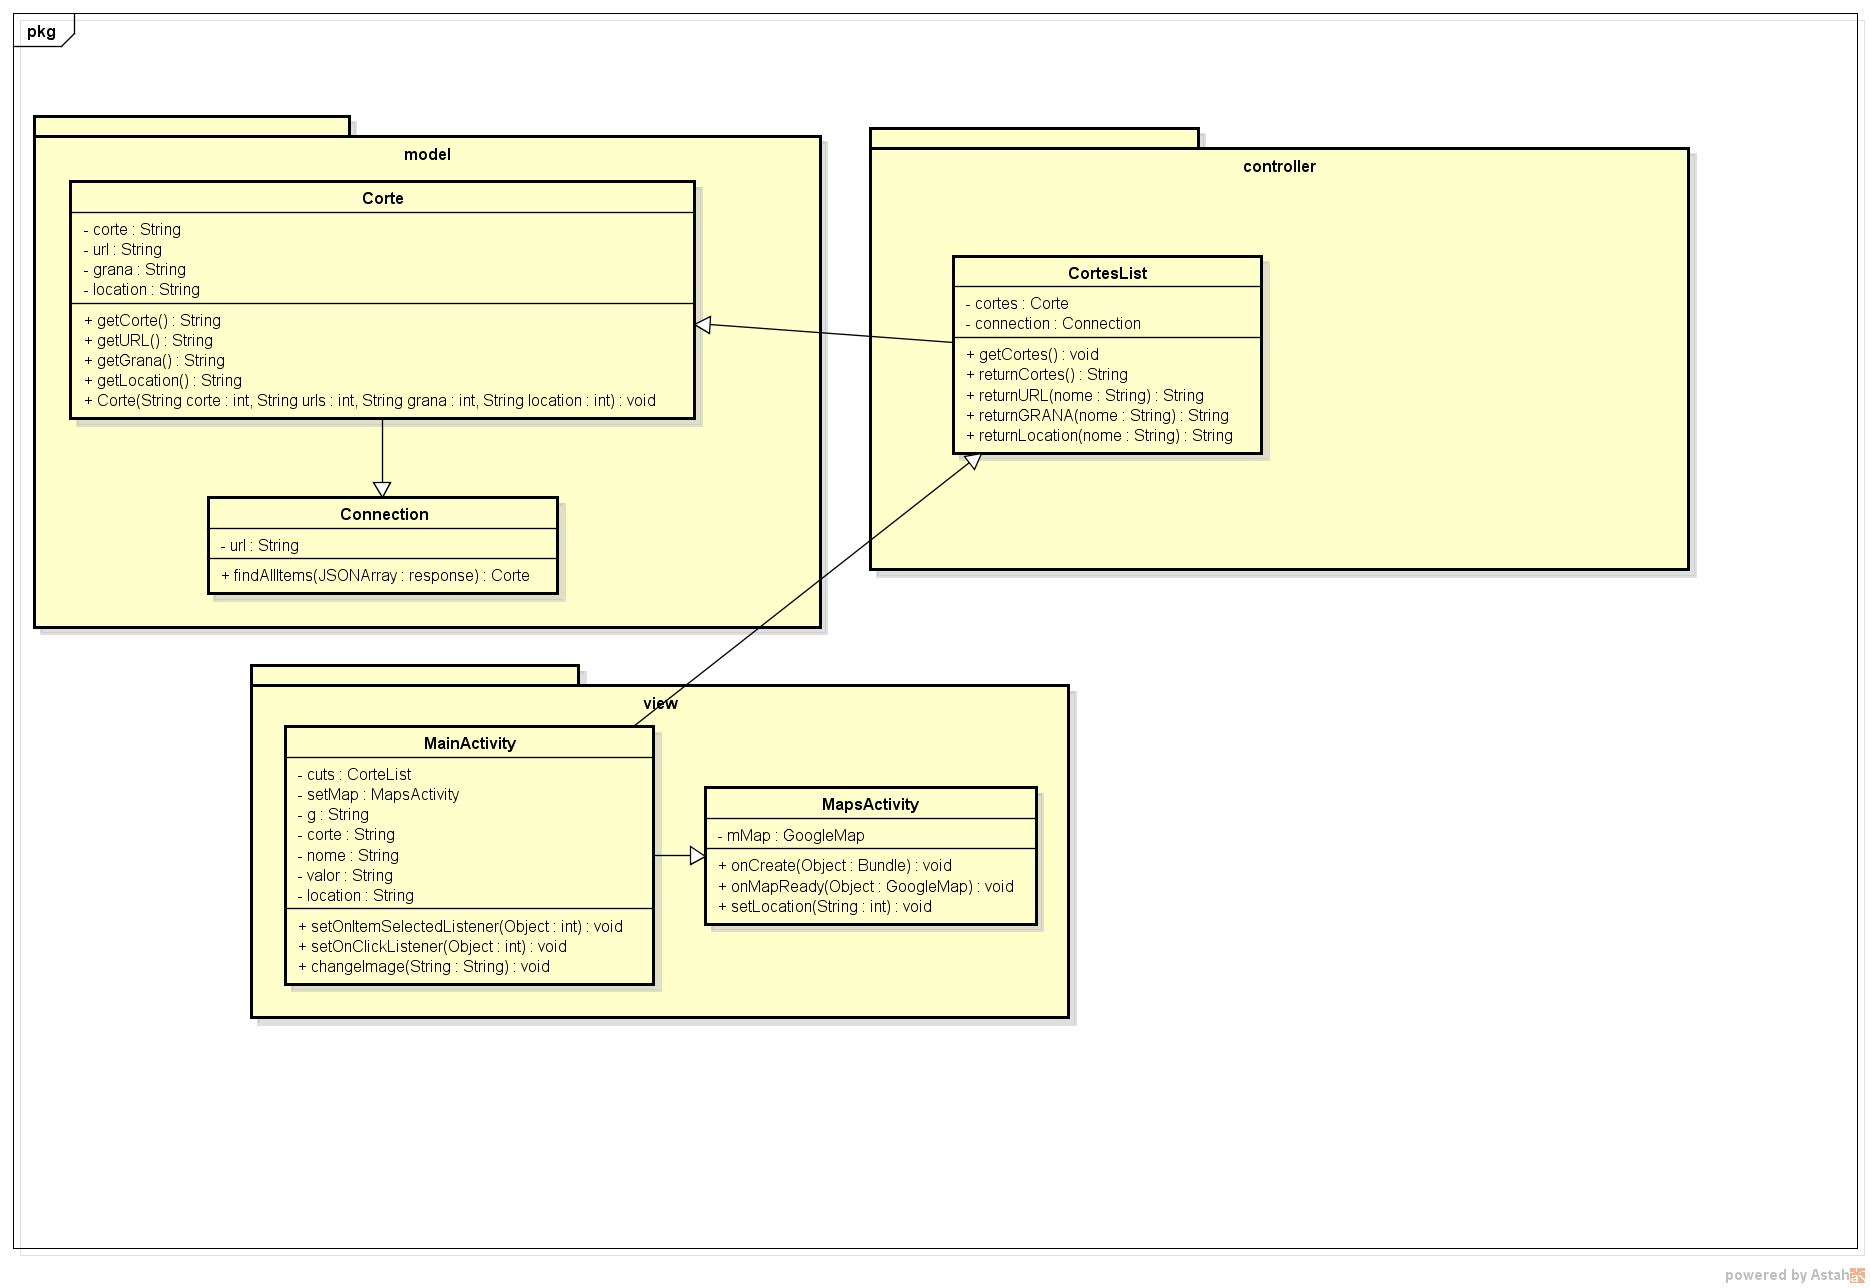 pkg
model
Corte
- corte : String
- url : String
- grana : String
- location : String
+ getCorte() : String
+ getURL() : String
+ getGrana() : String
+ getLocation() : String
+ Corte(String corte : int, String urls : int, String grana : int, String location : int) : void
Connection
- url : String
+ findAllItems(JSONArray : response) : Corte
controller
CortesList
- cortes : Corte
- connection : Connection
+ getCortes() : void
+ returnCortes() : String
+ returnURL(nome : String) : String
+ returnGRANA(nome : String) : String
+ returnLocation(nome : String) : String
view
MainActivity
- cuts : CorteList
- setMap : MapsActivity
- g : String
- corte : String
- nome : String
- valor : String
- location : String
+ setOnItemSelectedListener(Object : int) : void
+ setOnClickListener(Object : int) : void
+ changeImage(String : String) : void
MapsActivity
- mMap : GoogleMap
+ onCreate(Object : Bundle) : void
+ onMapReady(Object : GoogleMap) : void
+ setLocation(String : int) : void
powered by Astah